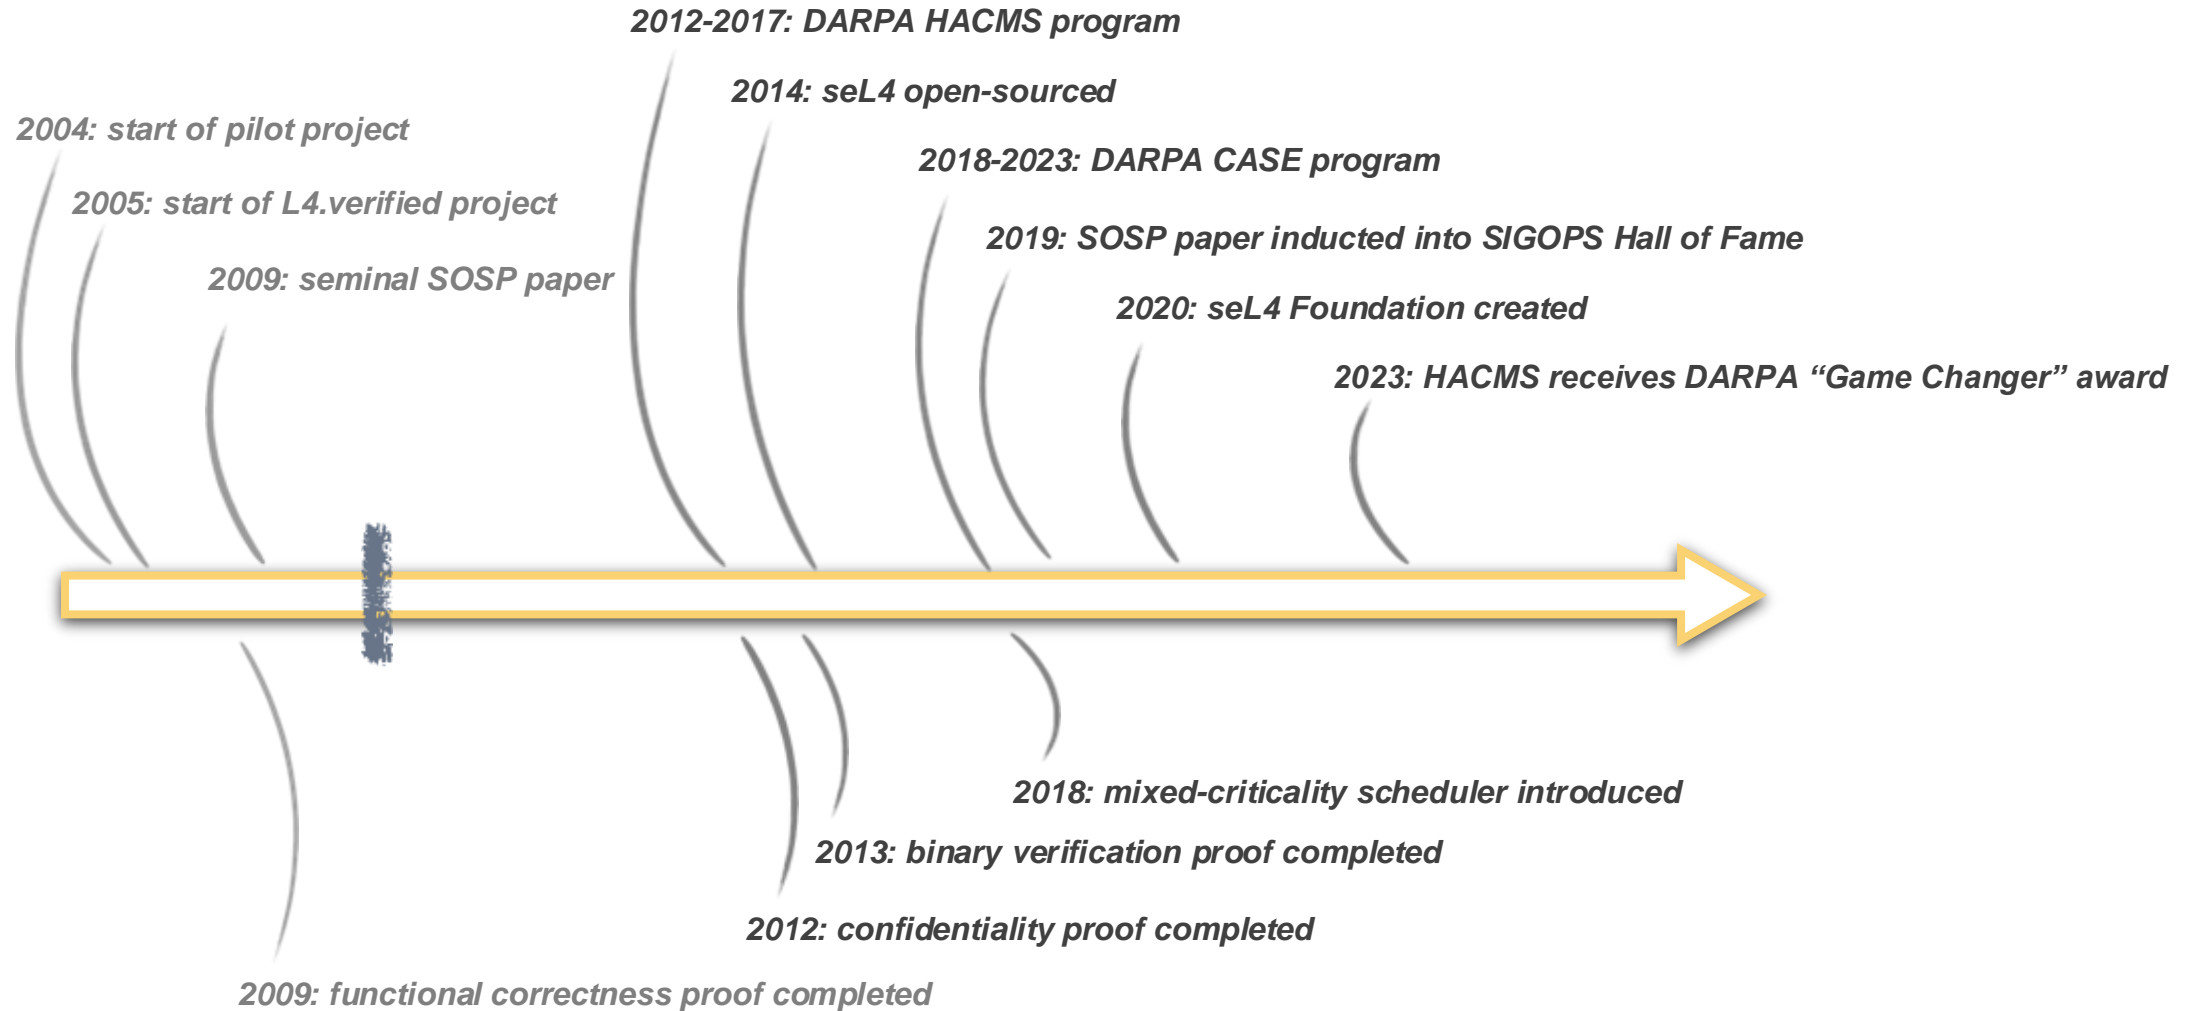 2012-2017: DARPA HACMS program
2014: seL4 open-sourced
2004: start of pilot project
2018-2023: DARPA CASE program
2005: start of L4.verified project
2019: SOSP paper inducted into SIGOPS Hall of Fame
2009: seminal SOSP paper
2020: seL4 Foundation created
2023: HACMS receives DARPA “Game Changer” award
2018: mixed-criticality scheduler introduced
2013: binary verification proof completed
2012: confidentiality proof completed
2009: functional correctness proof completed